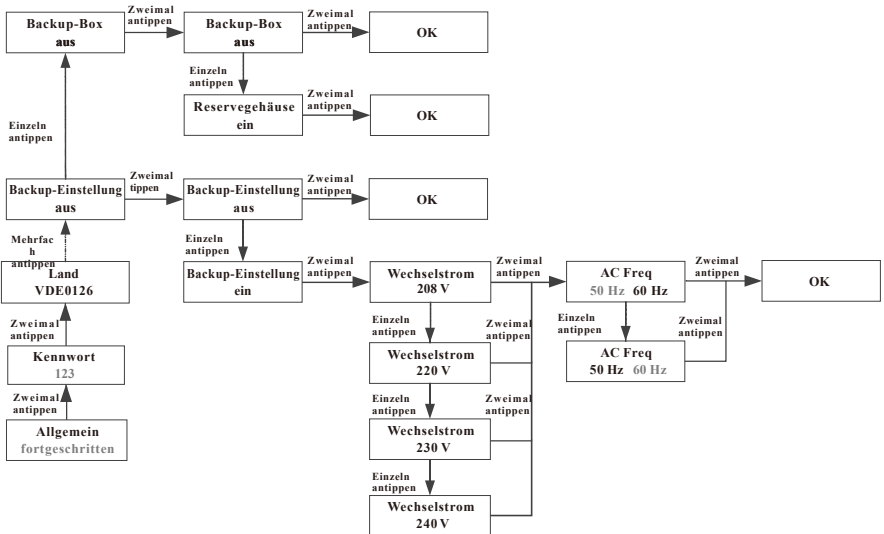 Zweimal
antippen
Zweimal
antippen
Backup-Box
aus
Backup-Box
aus
OK
Einzeln
antippen
Zweimal
antippen
Reservegehäuse
ein
OK
Einzeln
antippen
Zweimal
tippen
Zweimal
antippen
Backup-Einstellung
aus
Backup-Einstellung
aus
OK
Mehrfac
h
antippen
Einzeln
antippen
Zweimal
antippen
Zweimal
antippen
Zweimal
antippen
Land
VDE0126
Backup-Einstellung
ein
Wechselstrom
208 V
AC Freq
50 Hz 60 Hz
OK
Zweimal
antippen
Einzeln
antippen
Zweimal
antippen
Einzeln
antippen
Zweimal
antippen
Kennwort
123
Wechselstrom
220 V
AC Freq
50 Hz 60 Hz
Zweimal
antippen
Einzeln
antippen
Zweimal
antippen
Allgemein
fortgeschritten
Wechselstrom
230 V
Einzeln
antippen
Wechselstrom
240 V